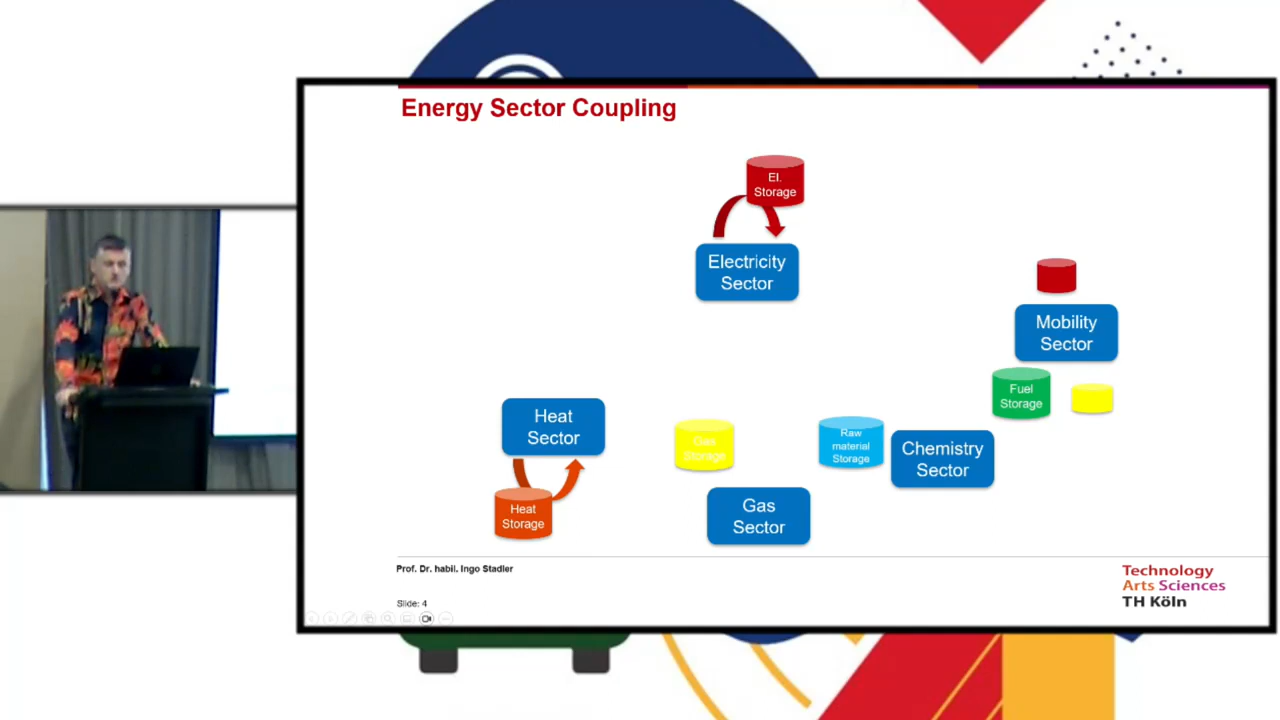 Energy Sector Coupling
El.
Storage
Electricity
Sector
Mobility
Sector
Fuel
Storage
Heat
Sector
Gas
Storage
Raw
material
Storage
Chemistry
Sector
Heat
Storage
Gas
Sector
Prof. Dr. habil. Ingo Stadler
Slide: 4
Technology
Arts Sciences
TH Köln